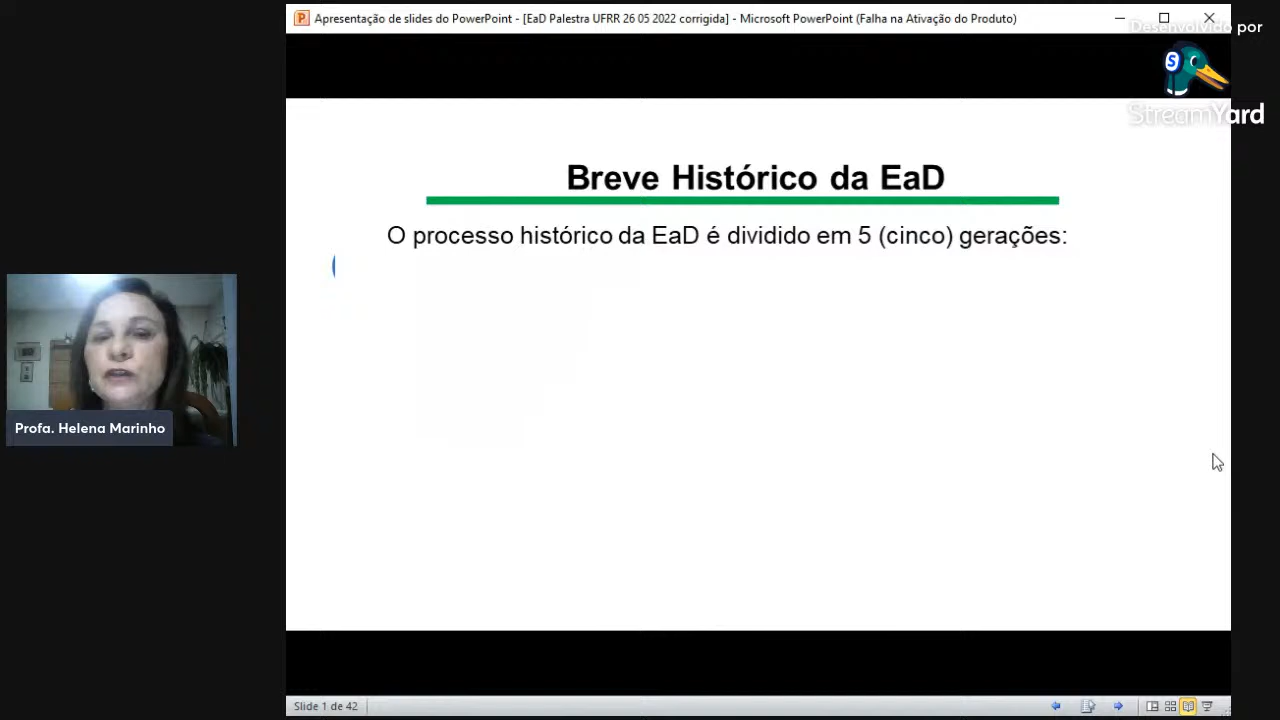 Apresentação de slides do PowerPoint - [EaD Palestra UFRR 26 05 2022 corrigida] - Microsoft PowerPoint (Falha na Ativação do Produto)
Desenvolvido por
S
StreamYard
Breve Histórico da EaD
O processo histórico da EaD é dividido em 5 (cinco) gerações:
Profa. Helena Marinho
Slide 1 de 42